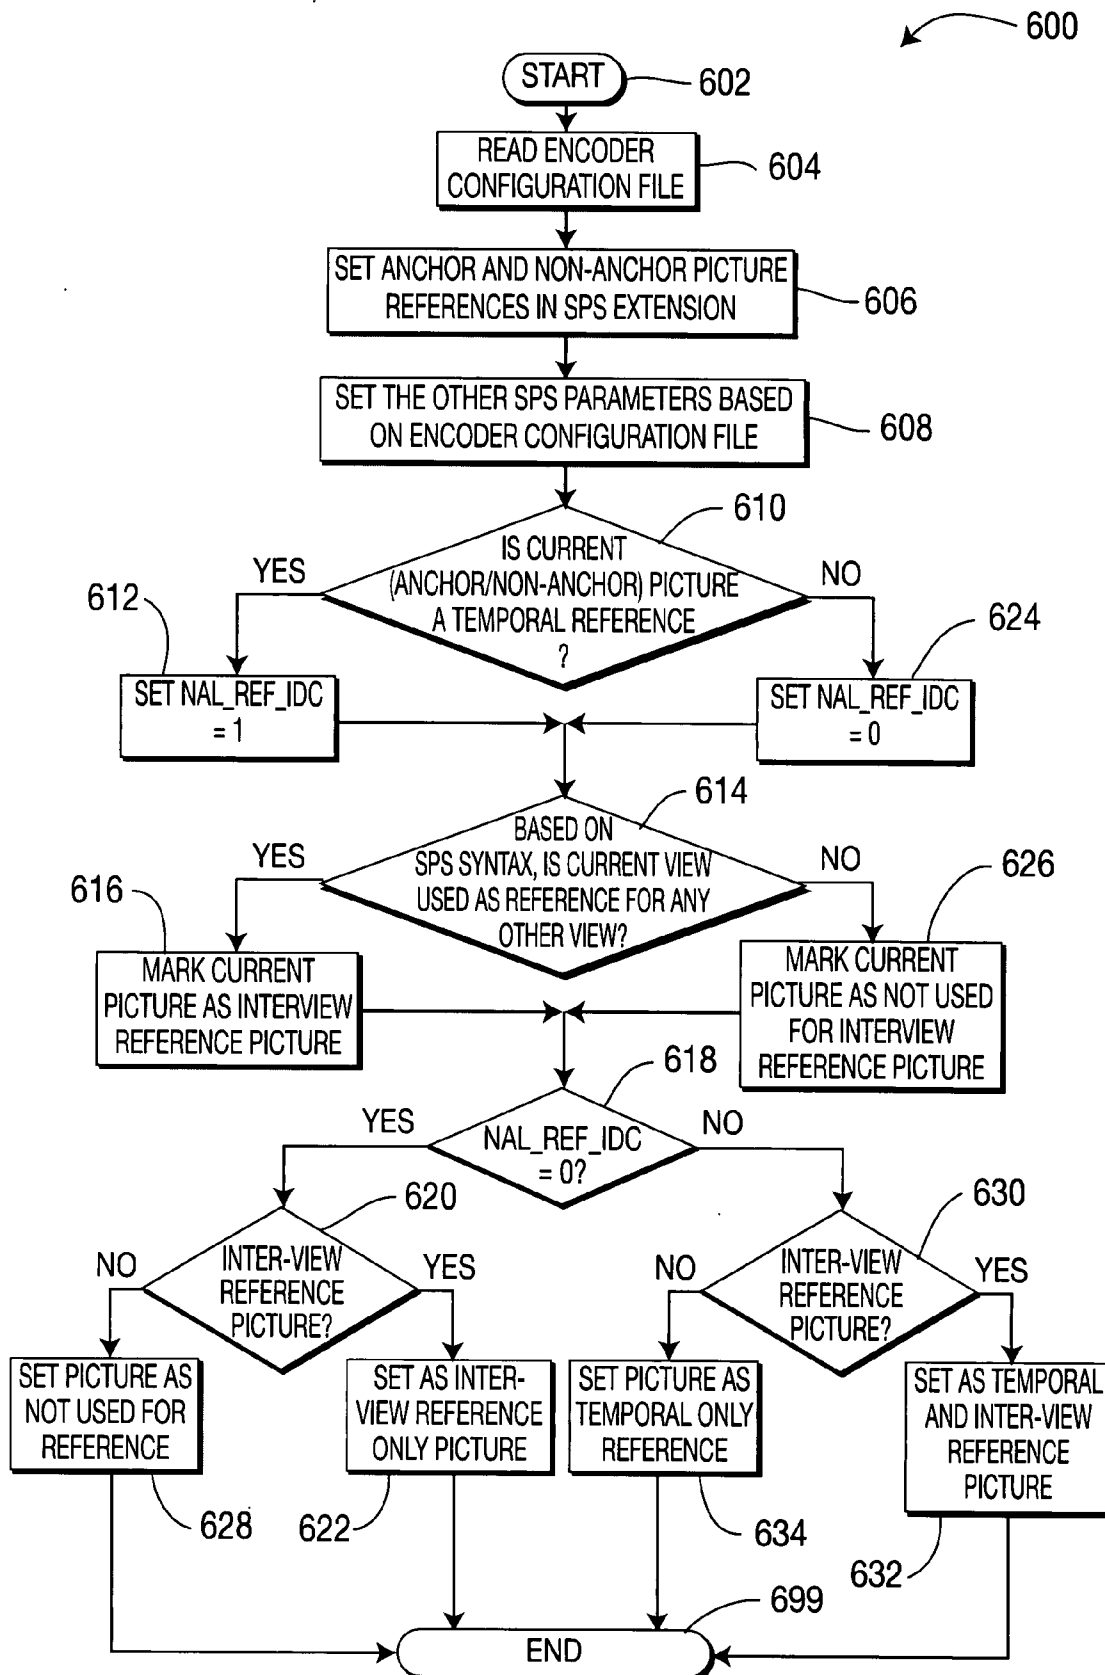 600
START
602
READ ENCODER
CONFIGURATION FILE
604
SET ANCHOR AND NON-ANCHOR PICTURE
REFERENCES IN SPS EXTENSION
606
SET THE OTHER SPS PARAMETERS BASED
ON ENCODER CONFIGURATION FILE
608
610
IS CURRENT
(ANCHOR/NON-ANCHOR) PICTURE
A TEMPORAL REFERENCE
?
YES
NO
612
624
SET NAL_REF_IDC
= 1
SET NAL_REF_IDC
= 0
614
BASED ON
SPS SYNTAX, IS CURRENT VIEW
USED AS REFERENCE FOR ANY
OTHER VIEW?
YES
NO
616
626
MARK CURRENT
PICTURE AS INTERVIEW
REFERENCE PICTURE
MARK CURRENT
PICTURE AS NOT USED
FOR INTERVIEW
REFERENCE PICTURE
618
YES
NO
NAL_REF_IDC
= 0?
620
630
INTER-VIEW
REFERENCE
PICTURE?
NO
YES
INTER-VIEW
REFERENCE
PICTURE?
NO
YES
SET PICTURE AS
NOT USED FOR
REFERENCE
SET AS INTER-
VIEW REFERENCE
ONLY PICTURE
SET PICTURE AS
TEMPORAL ONLY
REFERENCE
SET AS TEMPORAL
AND INTER-VIEW
REFERENCE
PICTURE
628
622
634
632
699
END